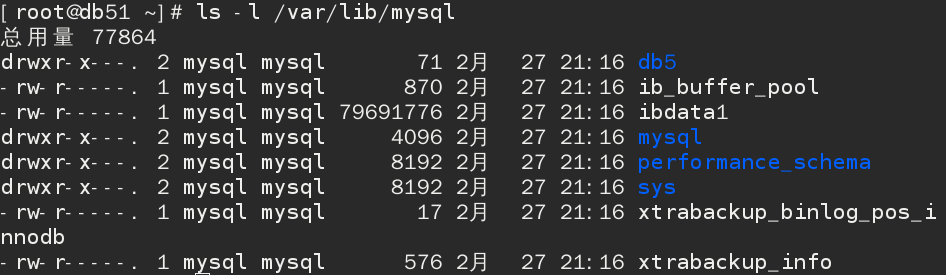 [root@db51 ~]# ls -l /var/lib/mysql
总用量 77864
drwxr-x---. 2 mysql mysql       71 2月  27 21:16 db5
-rw-r-----. 1 mysql mysql      870 2月  27 21:16 ib_buffer_pool
-rw-r-----. 1 mysql mysql 79691776 2月  27 21:16 ibdata1
drwxr-x---. 2 mysql mysql     4096 2月  27 21:16 mysql
drwxr-x---. 2 mysql mysql     8192 2月  27 21:16 performance_schema
drwxr-x---. 2 mysql mysql     8192 2月  27 21:16 sys
-rw-r-----. 1 mysql mysql       17 2月  27 21:16 xtrabackup_binlog_pos_i
nnodb
-rw-r-----. 1 mysql mysql      576 2月  27 21:16 xtrabackup_info